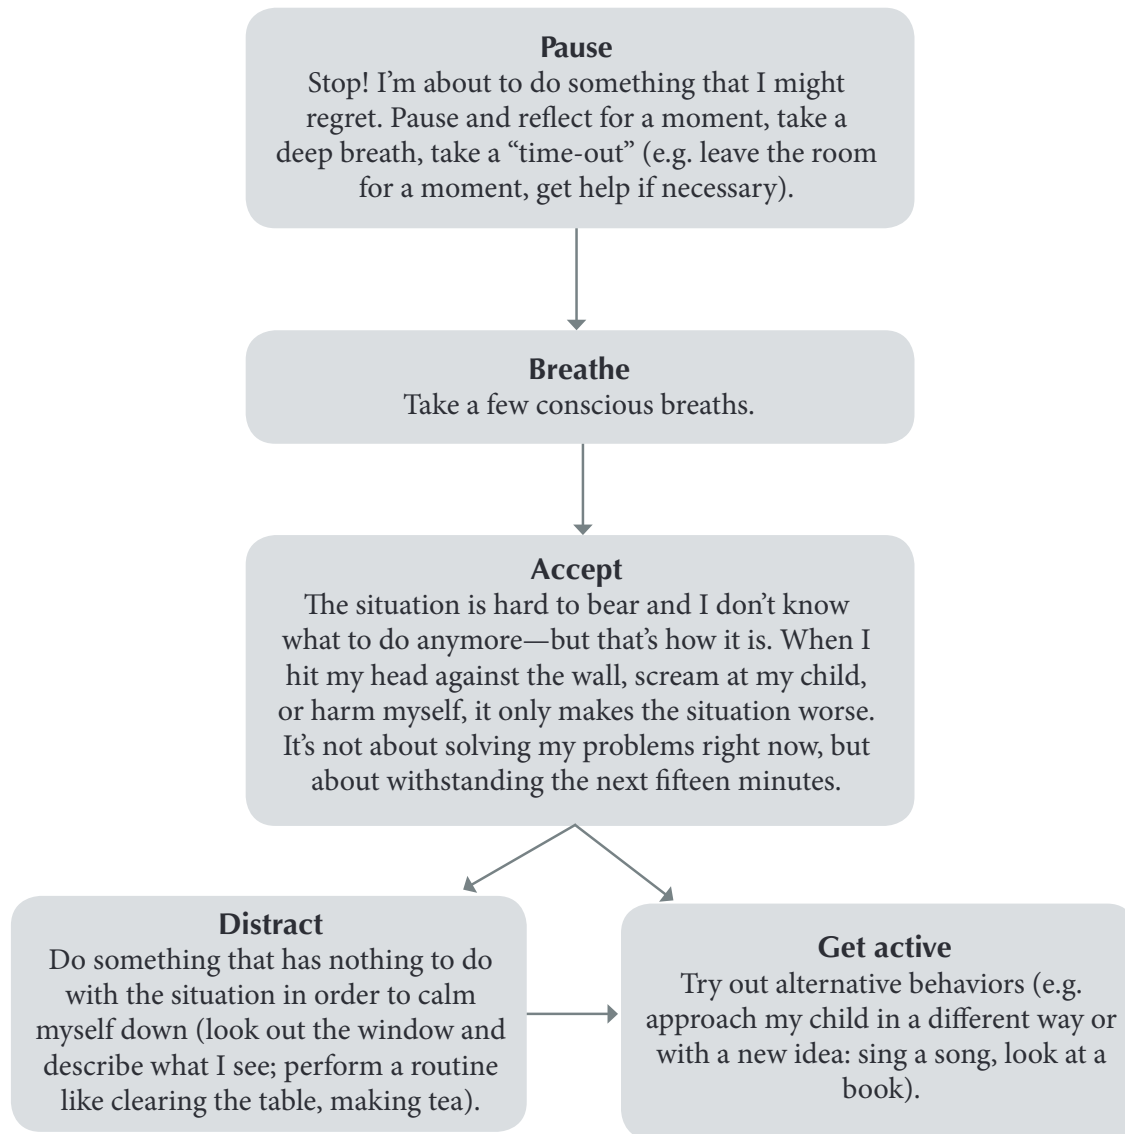 Pause
Stop! I’m about to do something that I might
regret. Pause and reflect for a moment, take a
deep breath, take a “time-out” (e.g. leave the room
for a moment, get help if necessary).
Breathe
Take a few conscious breaths.
Accept
The situation is hard to bear and I don’t know
what to do anymore—but that’s how it is. When I
hit my head against the wall, scream at my child,
or harm myself, it only makes the situation worse.
It’s not about solving my problems right now, but
about withstanding the next fifteen minutes.
Distract
Do something that has nothing to do
with the situation in order to calm
myself down (look out the window and
describe what I see; perform a routine
like clearing the table, making tea).
Get active
Try out alternative behaviors (e.g.
approach my child in a different way or
with a new idea: sing a song, look at a
book).